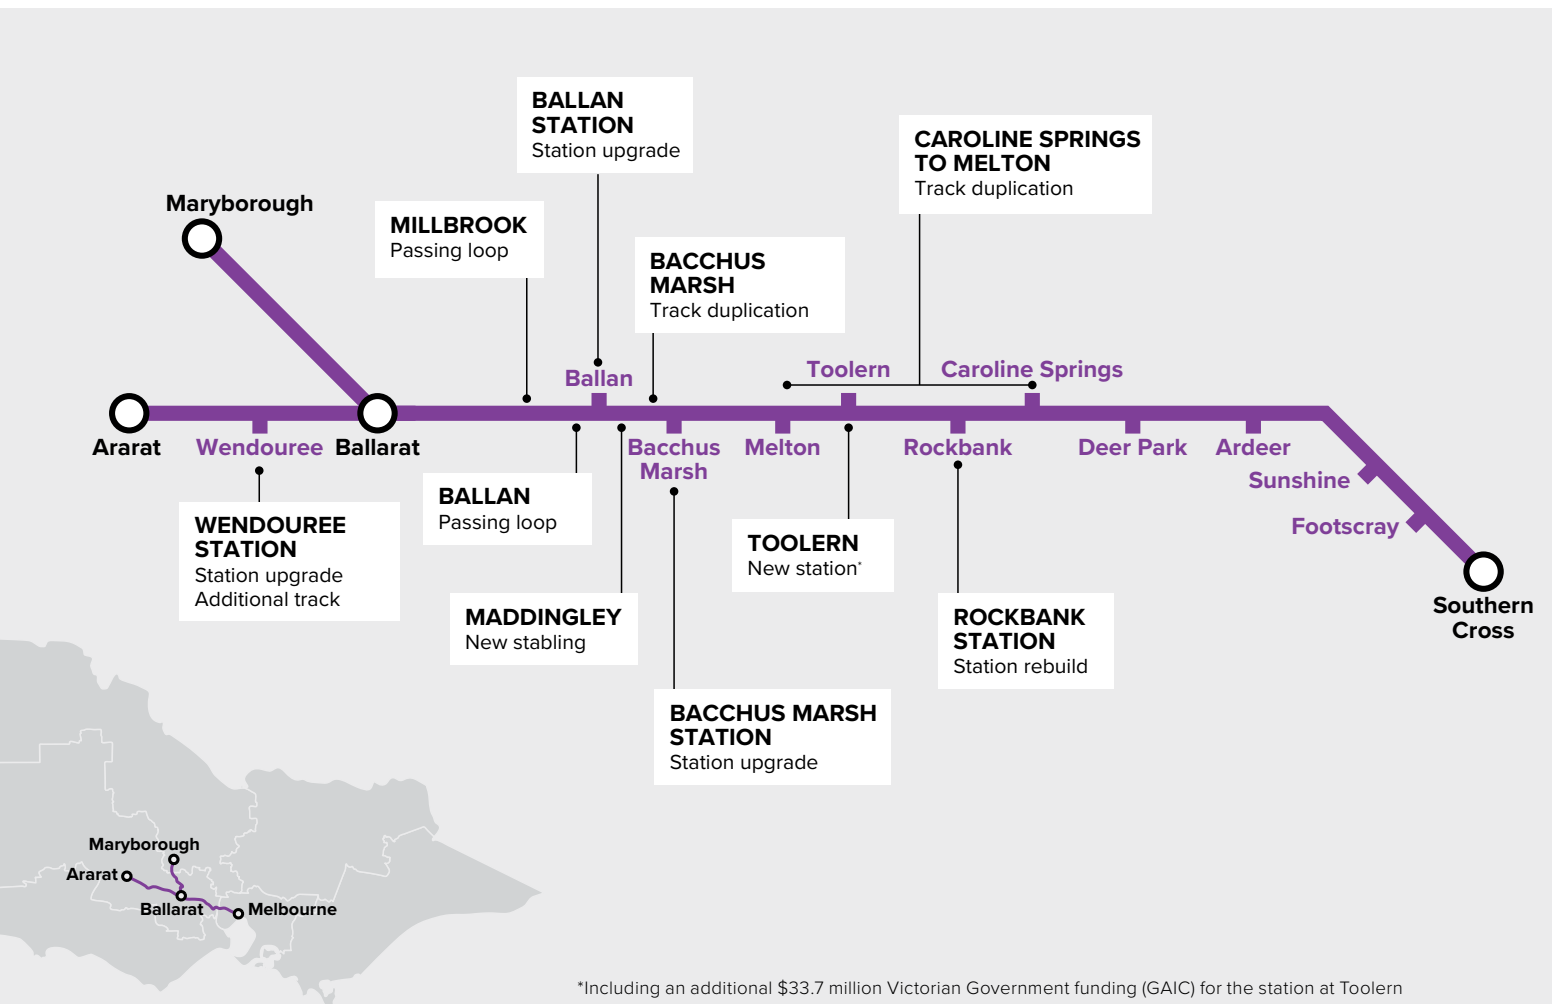 BALLAN
STATION
Station upgrade
CAROLINE SPRINGS
TO MELTON
Track duplication
Maryborough
MILLBROOK
Passing loop
BACCHUS
MARSH
Track duplication
Ballan
Toolern
Caroline Springs
Ararat
Wendouree
Ballarat
Bacchus
Marsh
Melton
Rockbank
Deer Park
Ardeer
Sunshine
Footscray
Southern
Cross
WENDOUREE
STATION
Station upgrade
Additional track
BALLAN
Passing loop
MADDINGLEY
New stabling
TOOLERN
New station*
ROCKBANK
STATION
Station rebuild
BACCHUS MARSH
STATION
Station upgrade
Maryborough
Ararat
Ballarat
Melbourne
*Including an additional $33.7 million Victorian Government funding (GAIC) for the station at Toolern